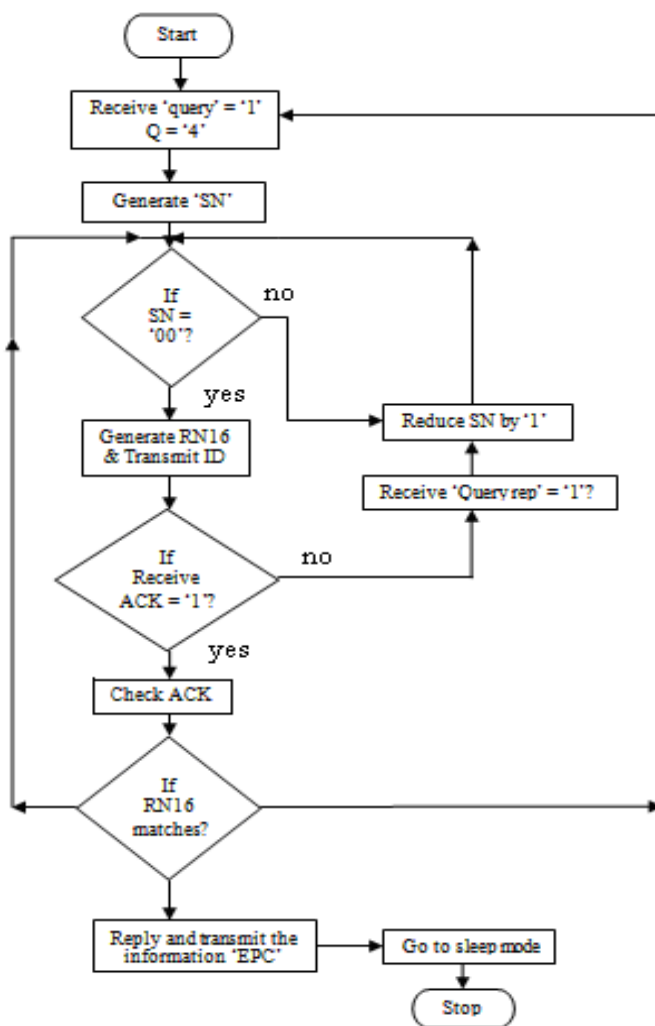 Start
Receive ‘query’ = ‘1’
Q = ‘4’
Generate ‘SN’
If
SN =
‘00’?
no
yes
Generate RN16
& Transmit ID
Reduce SN by ‘1’
Receive ‘Query rep’ = ‘1’?
If
Receive
ACK = ‘1’?
no
yes
Check ACK
If
RN16
matches?
Reply and transmit the
information ‘EPC’
Go to sleep mode
Stop